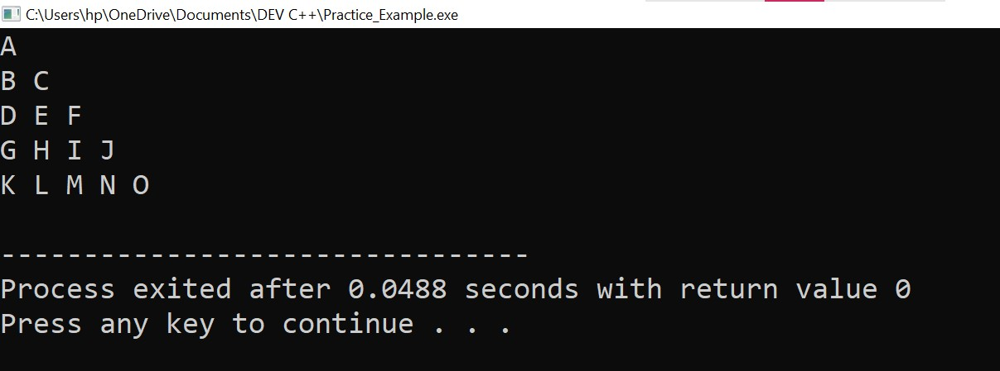 C:\Users\hp\OneDrive\Documents\DEV C++\Practice_Example.exe
A
B C
D E F
G H I J
K L M N O
--------------------------------
Process exited after 0.0488 seconds with return value 0
Press any key to continue . . .